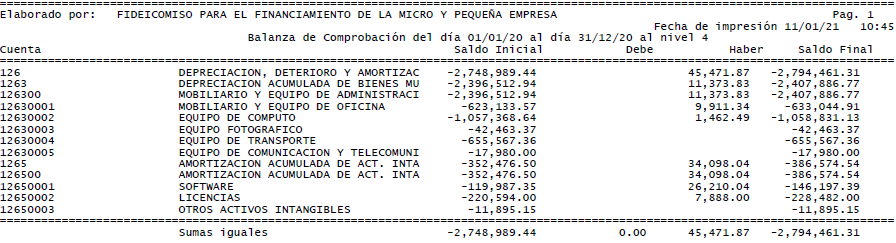 Elaborado por: FIDEICOMISO PARA EL FINANCIAMIENTO DE LA MICRO Y PEQUEÑA EMPRESA Pag. 1
Fecha de impresión 11/01/21 10:45
Balanza de Comprobación del día 01/01/20 al día 31/12/20 al nivel 4
Cuenta Saldo Inicial Debe Haber Saldo Final
126 DEPRECIACION, DETERIORO Y AMORTIZAC -2,748,989.44 45,471.87 -2,794,461.31
1263 DEPRECIACION ACUMULADA DE BIENES MU -2,396,512.94 11,373.83 -2,407,886.77
126300 MOBILIARIO Y EQUIPO DE ADMINISTRACI -2,396,512.94 11,373.83 -2,407,886.77
12630001 MOBILIARIO Y EQUIPO DE OFICINA -623,133.57 9,911.34 -633,044.91
12630002 EQUIPO DE COMPUTO -1,057,368.64 1,462.49 -1,058,831.13
12630003 EQUIPO FOTOGRAFICO -42,463.37 -42,463.37
12630004 EQUIPO DE TRANSPORTE -655,567.36 -655,567.36
12630005 EQUIPO DE COMUNICACION Y TELECOMUNI -17,980.00 -17,980.00
1265 AMORTIZACION ACUMULADA DE ACT. INTA -352,476.50 34,098.04 -386,574.54
126500 AMORTIZACION ACUMULADA DE ACT. INTA -352,476.50 34,098.04 -386,574.54
12650001 SOFTWARE -119,987.35 26,210.04 -146,197.39
12650002 LICENCIAS -220,594.00 7,888.00 -228,482.00
12650003 OTROS ACTIVOS INTANGIBLES -11,895.15 -11,895.15
Sumas iguales -2,748,989.44 0.00 45,471.87 -2,794,461.31